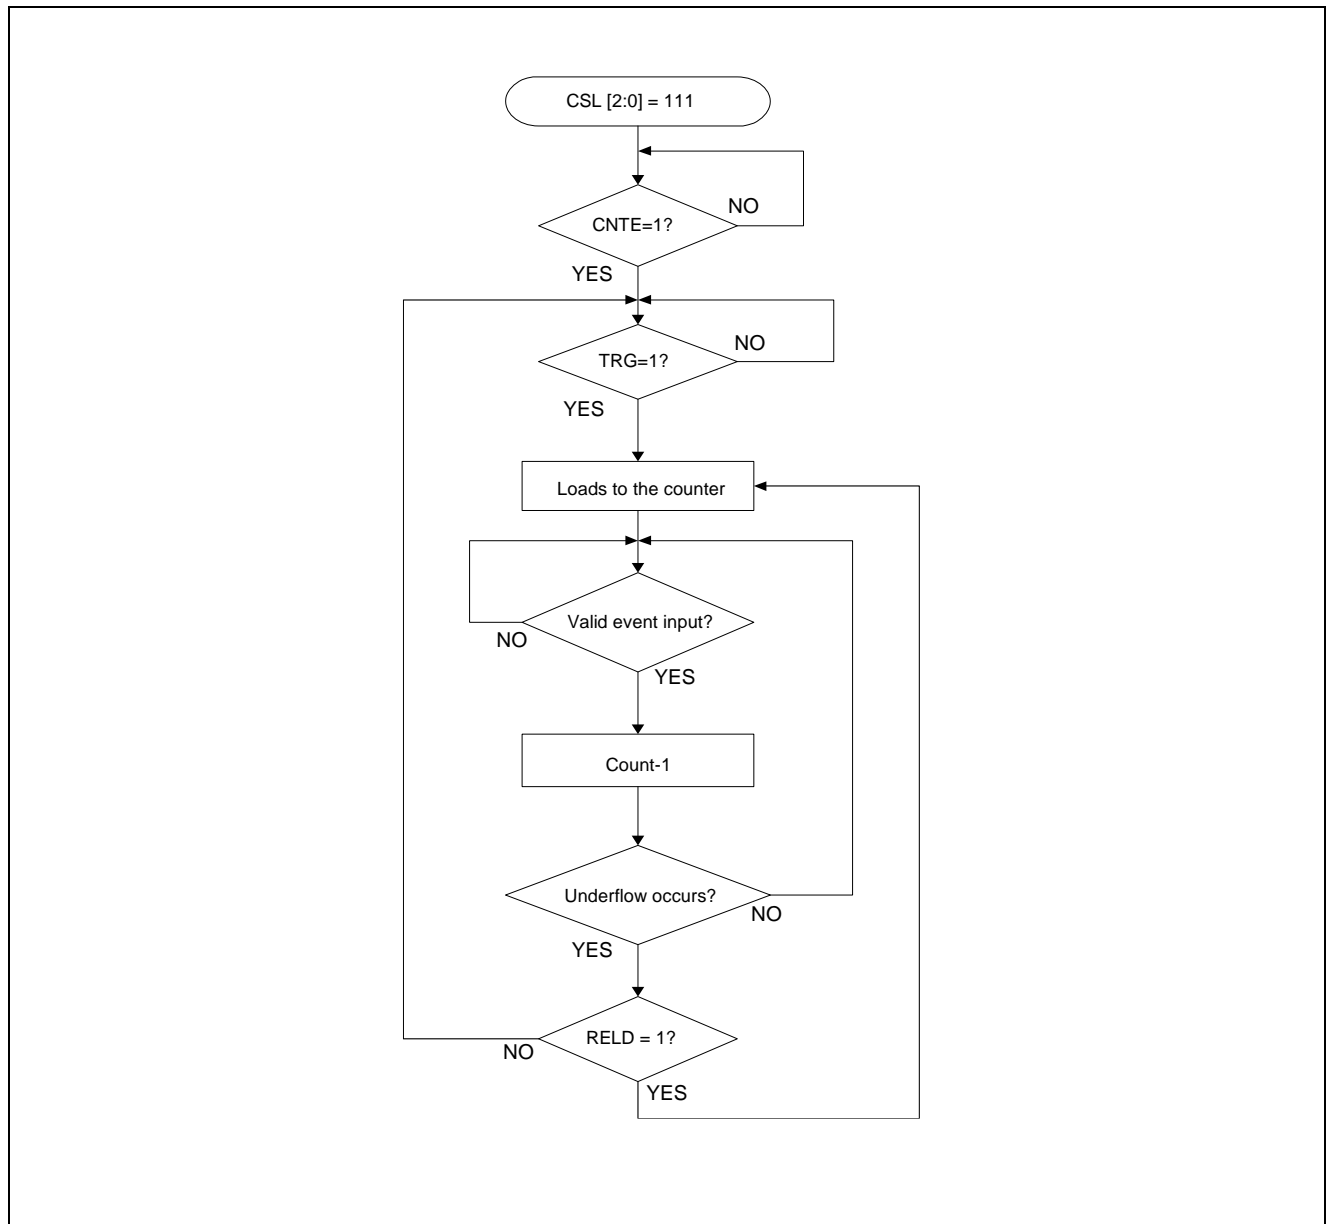 CSL [2:0] = 111
CNTE=1?
NO
YES
TRG=1?
NO
YES
Loads to the counter
Valid event input?
NO
YES
Count-1
Underflow occurs?
NO
YES
RELD = 1?
NO
YES